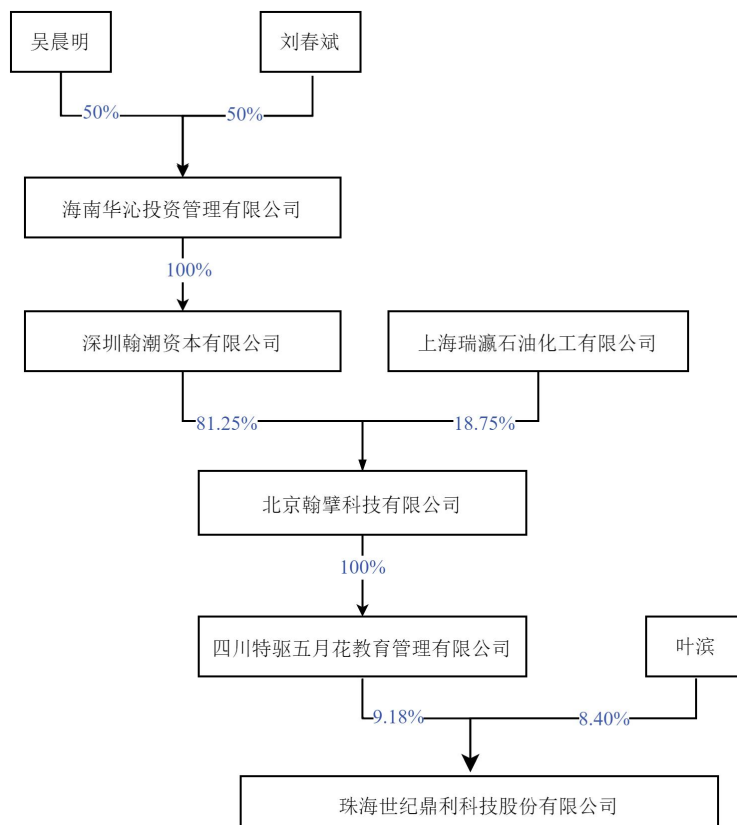 吴晨明
刘春斌
50%
50%
海南华沁投资管理有限公司
100%
深圳翰潮资本有限公司
上海瑞瀛石油化工有限公司
81.25%
18.75%
北京翰擘科技有限公司
100%
四川特驱五月花教育管理有限公司
叶滨
9.18%
8.40%
珠海世纪鼎利科技股份有限公司